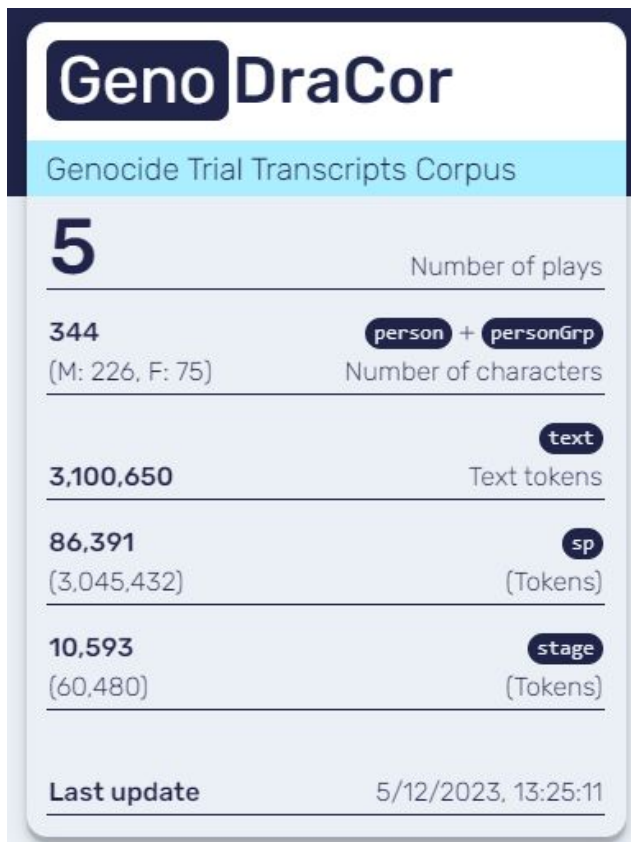 GenoDraCor
Genocide Trial Transcripts Corpus
5 Number of plays
344 person + personGrp
(M: 226, F: 75) Number of characters
text
3,100,650 Text tokens
86,391 sp
(3,045,432) (Tokens)
10,593 stage
(60,480) (Tokens)
Last update 5/12/2023, 13:25:11